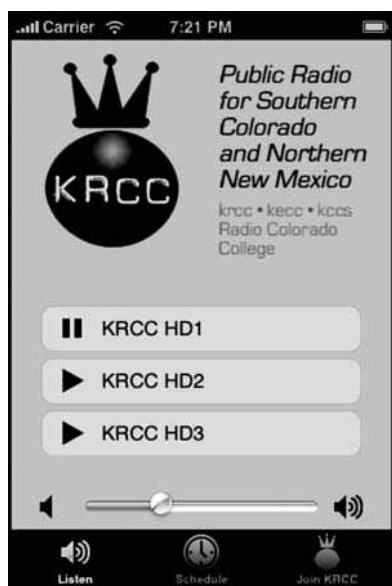 Carrier 7:21 PM
Public Radio
for Southern
Colorado
and Northern
New Mexico
KRCC
krcc • kecc • kccs
Radio Colorado
College
KRCC HD1
KRCC HD2
KRCC HD3
Listen Schedule Join KRCC